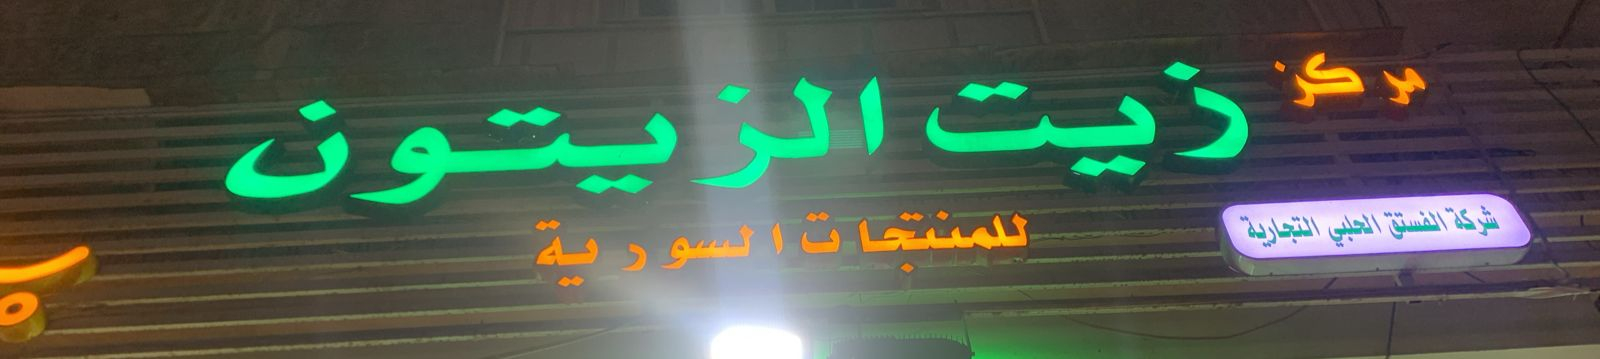 مركز
زيت الزيتون
للمنتجات السورية
شركة الفستق الحلبي التجارية